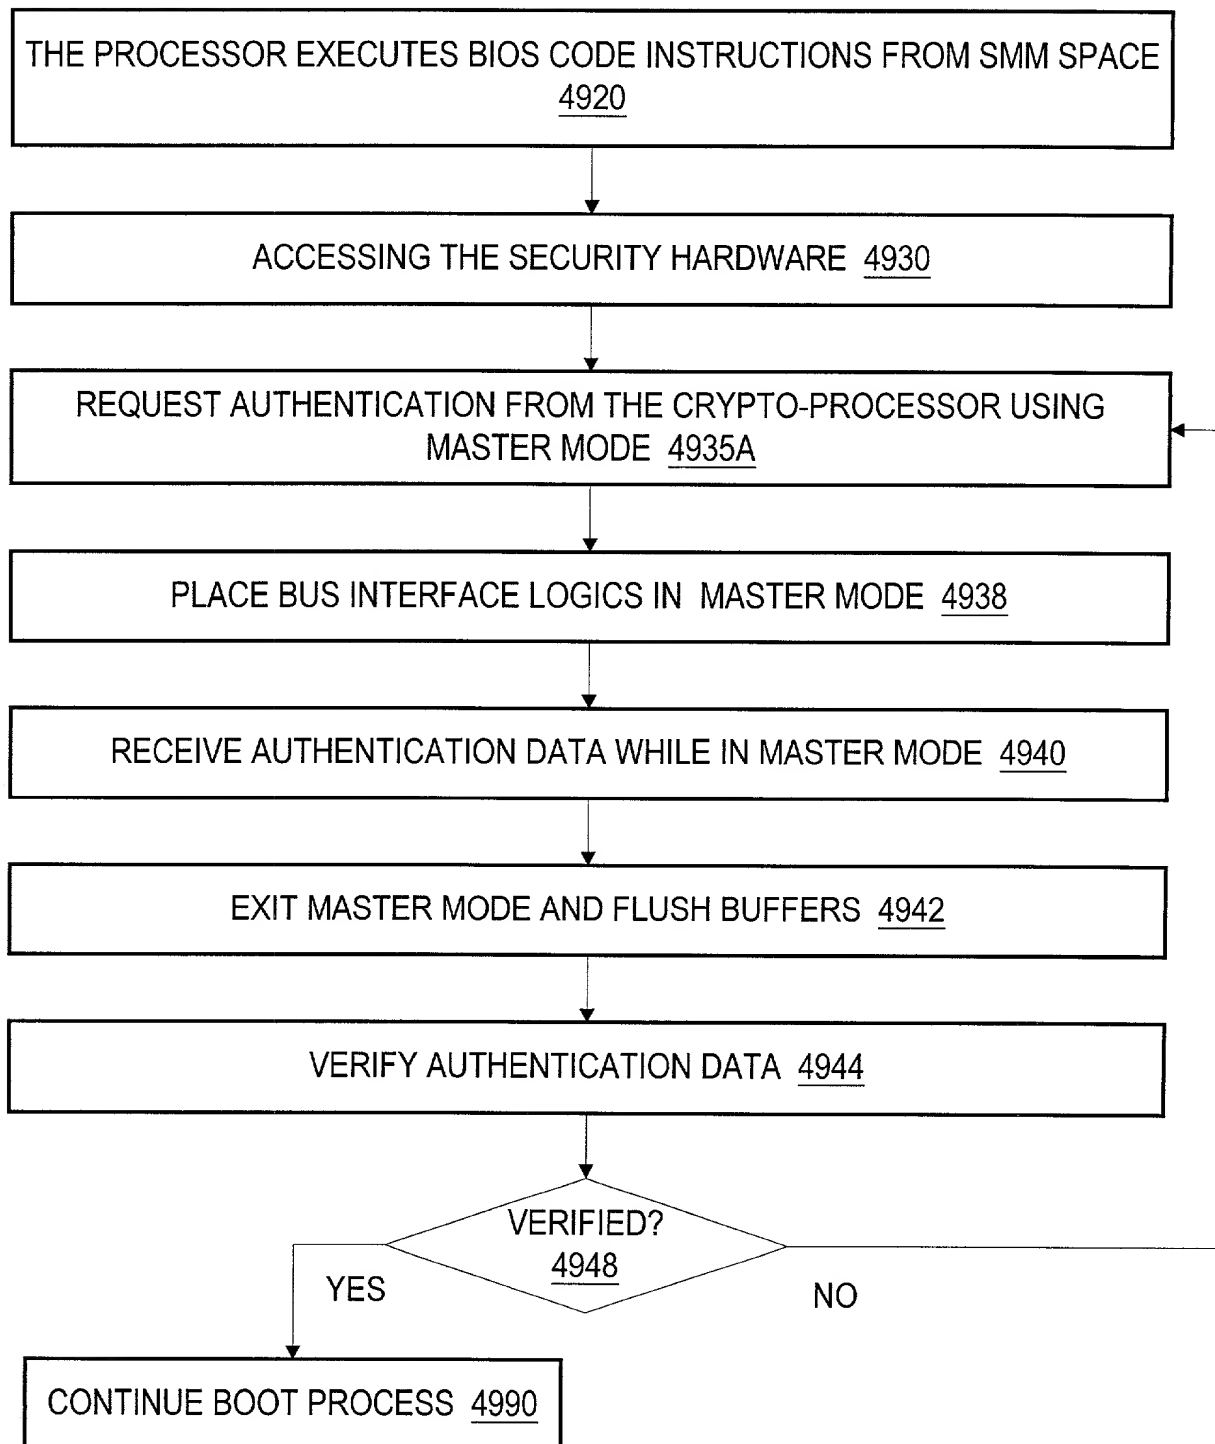 THE PROCESSOR EXECUTES BIOS CODE INSTRUCTIONS FROM SMM SPACE
4920
ACCESSING THE SECURITY HARDWARE 4930
REQUEST AUTHENTICATION FROM THE CRYPTO-PROCESSOR USING
MASTER MODE 4935A
PLACE BUS INTERFACE LOGICS IN MASTER MODE 4938
RECEIVE AUTHENTICATION DATA WHILE IN MASTER MODE 4940
EXIT MASTER MODE AND FLUSH BUFFERS 4942
VERIFY AUTHENTICATION DATA 4944
VERIFIED?
4948
YES
NO
CONTINUE BOOT PROCESS 4990